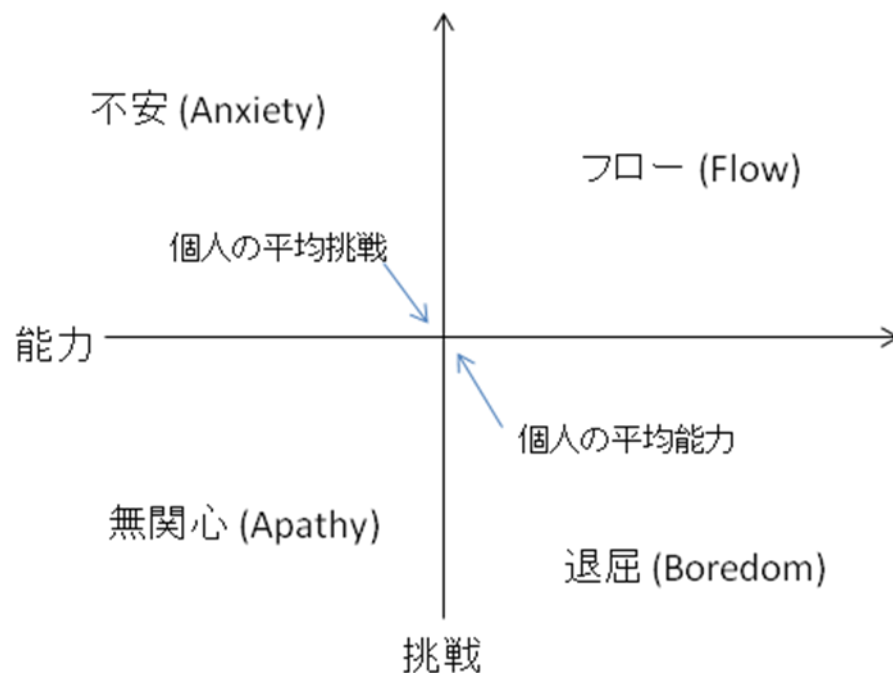 不安 (Anxiety)
フロー (Flow)
個人の平均挑戦
能力
個人の平均能力
無関心 (Apathy)
退屈 (Boredom)
挑戦